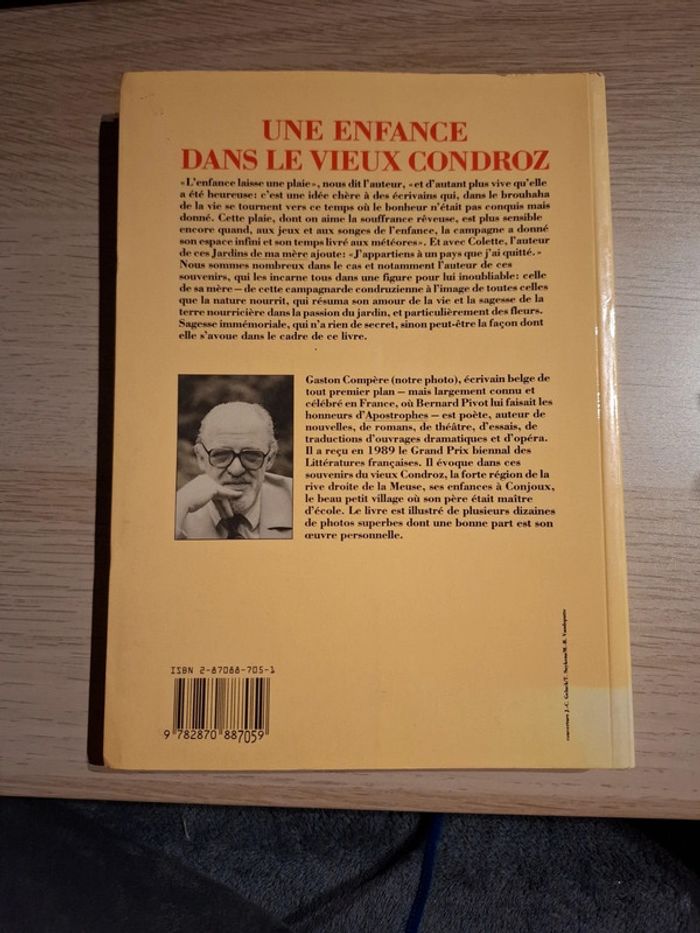 UNE ENFANCE
DANS LE VIEUX CONDROZ
«L'enfance laisse une plaie», nous dit l'auteur, «et d'autant plus vive qu'elle
a été heureuse: c'est une idée chère à des écrivains qui, dans le brouhaha
de la vie se tournent vers ce temps où le bonheur n'était pas conquis mais
donné. Cette plaie, dont on aime la souffrance rêveuse, est plus sensible
encore quand, aux jeux et aux songes de l'enfance, la campagne a donné
son espace infini et son temps livré aux météores». Et avec Colette, l'auteur
de ces Jardins de ma mère ajoute: «J'appartiens à un pays que j'ai quitté.»
Nous sommes nombreux dans le cas et notamment l'auteur de ces
souvenirs, qui les incarne tous dans une figure pour lui inoubliable: celle
de sa mère – de cette campagnarde condruzienne à l'image de toutes celles
que la nature nourrit, qui résuma son amour de la vie et la sagesse de la
terre nourricière dans la passion du jardin, et particulièrement des fleurs.
Sagesse immémoriale, qui n'a rien de secret, sinon peut-être la façon dont
elle s'avoue dans le cadre de ce livre.
Gaston Compère (notre photo), écrivain belge de
tout premier plan – mais largement connu et
célébré en France, où Bernard Pivot lui faisait les
honneurs d'Apostrophes – est poète, auteur de
nouvelles, de romans, de théâtre, d'essais, de
traductions d'ouvrages dramatiques et d'opéra.
Il a reçu en 1989 le Grand Prix biennal des
Littératures françaises. Il évoque dans ces
souvenirs du vieux Condroz, la forte région de la
rive droite de la Meuse, ses enfances à Conjoux,
le beau petit village où son père était maître
d'école. Le livre est illustré de plusieurs dizaines
de photos superbes dont une bonne part est son
œuvre personnelle.
ISBN 2-87088-705-1
9 782870 887059
couverture J.-C. Geluck/T. Suykens/M.-R. Vandeputte